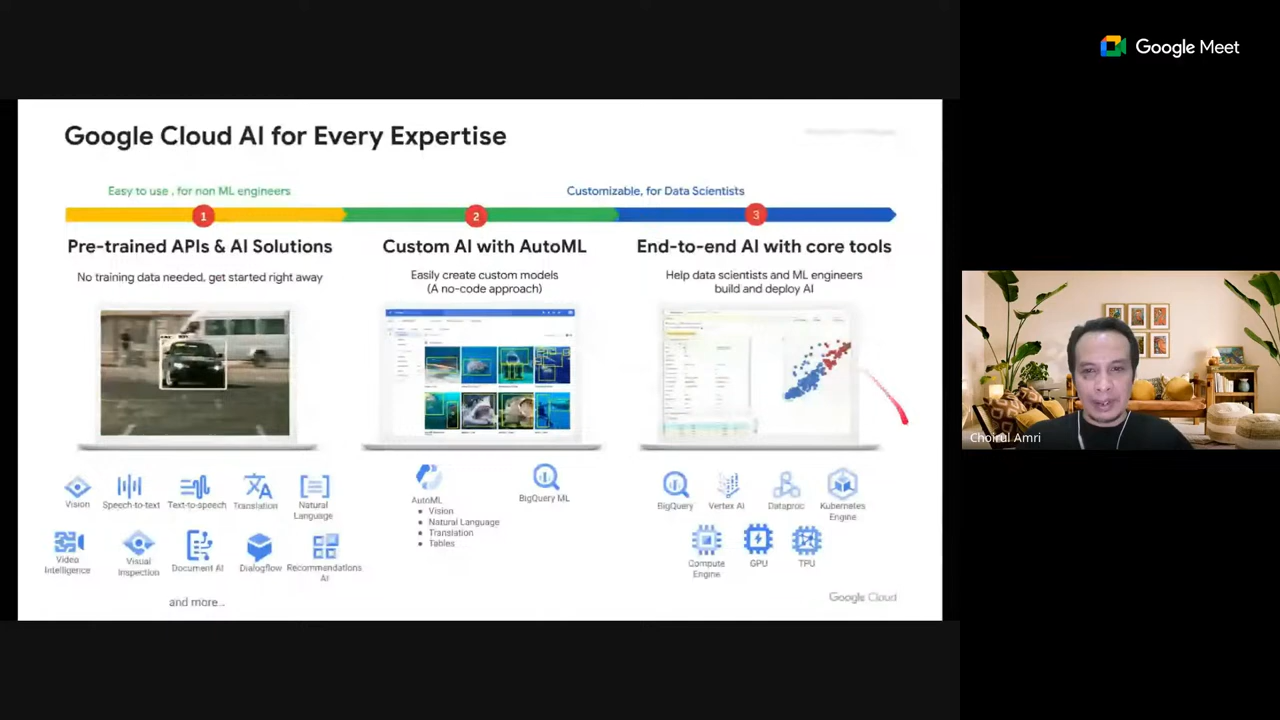 Google Meet
Google Cloud AI for Every Expertise
Easy to use , for non ML engineers
Customizable, for Data Scientists
1
2
3
Pre-trained APIs & AI Solutions
No training data needed, get started right away
Custom AI with AutoML
Easily create custom models
(A no-code approach)
End-to-end AI with core tools
Help data scientists and ML engineers
build and deploy AI
Vision
Speech-to-text
Text-to-speech
Translation
Natural
Language
Video
Intelligence
Visual
Inspection
Document AI
Dialogflow
Recommendations
AI
and more...
AutoML
• Vision
• Natural Language
• Translation
• Tables
BigQuery ML
BigQuery
Vertex AI
Dataproc
Kubernetes
Engine
Compute
Engine
GPU
TPU
Google Cloud
Choirul Amri